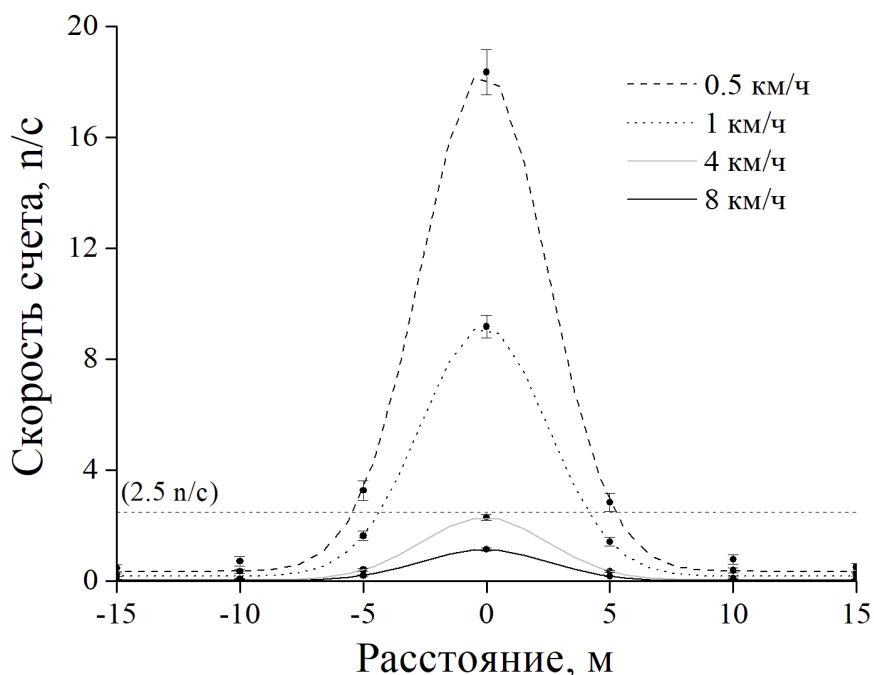 Скорость счета, n/c
20
16
12
8
4
0
(2.5 n/c)
0.5 км/ч
1 км/ч
4 км/ч
8 км/ч
-15 -10 -5 0 5 10 15
Расстояние, м